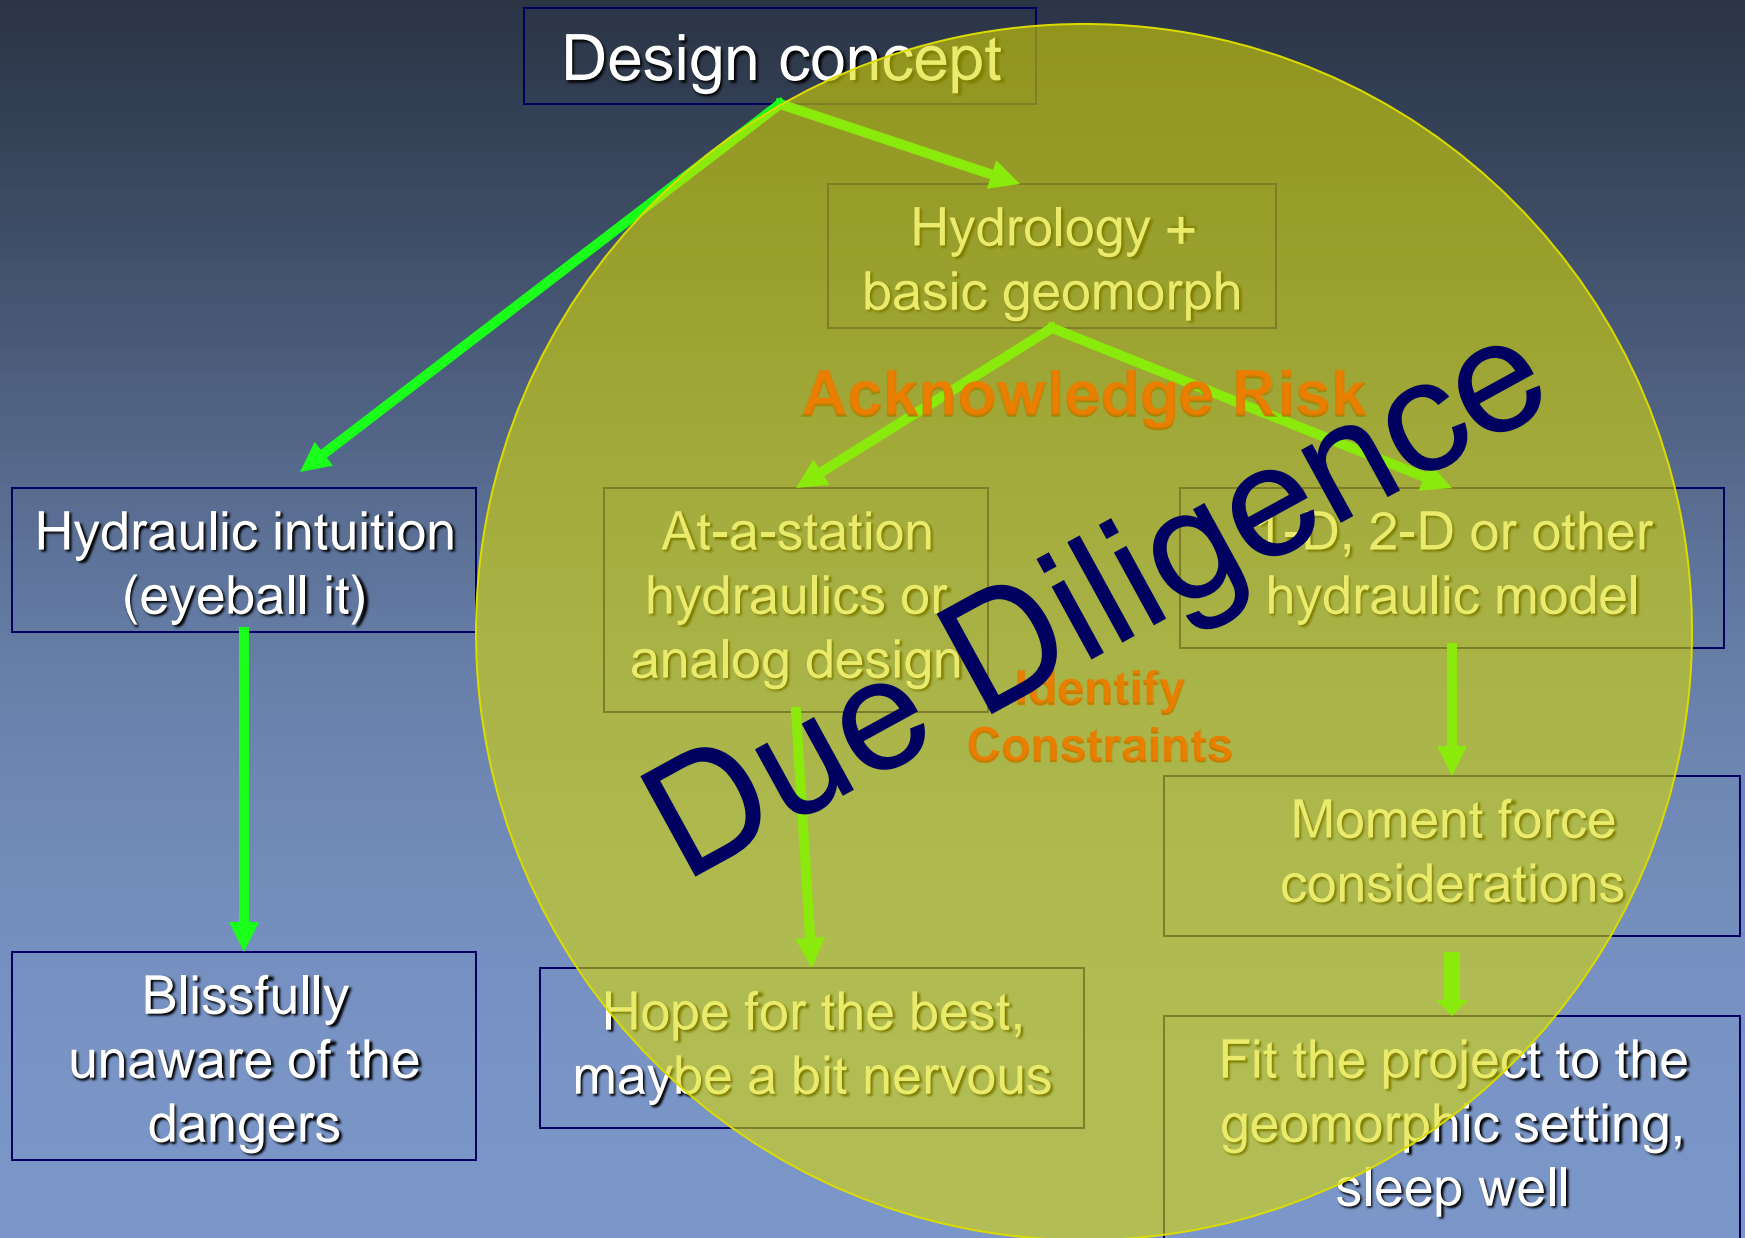 Design concept
Hydrology +
basic geomorph
Acknowledge Risk
Hydraulic intuition
(eyeball it)
At-a-station
hydraulics or
analog design
1-D, 2-D or other
hydraulic model
Due Diligence
Identify
Constraints
Moment force
considerations
Blissfully
unaware of the
dangers
Hope for the best,
maybe a bit nervous
Fit the project to the
geomorphic setting,
sleep well